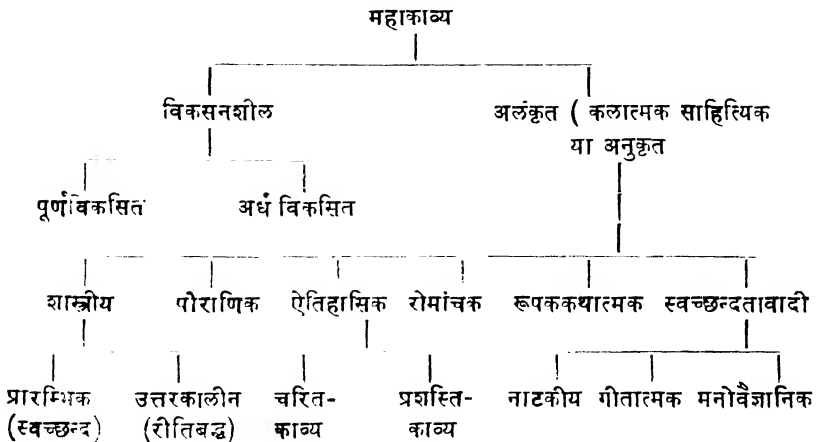 महाकाव्य
विकसनशील अलंकृत ( कलात्मक साहित्यिक
या अनुकृत
पूर्णविकसित अर्ध विकसित
शास्त्रीय पौराणिक ऐतिहासिक रोमांचक रूपककथात्मक स्वच्छन्दतावादी
प्रारम्भिक उत्तरकालीन चरित- प्रशस्ति- नाटकीय गीतात्मक मनोवैज्ञानिक
(स्वच्छन्द) (रीतिबद्ध) काव्य काव्य